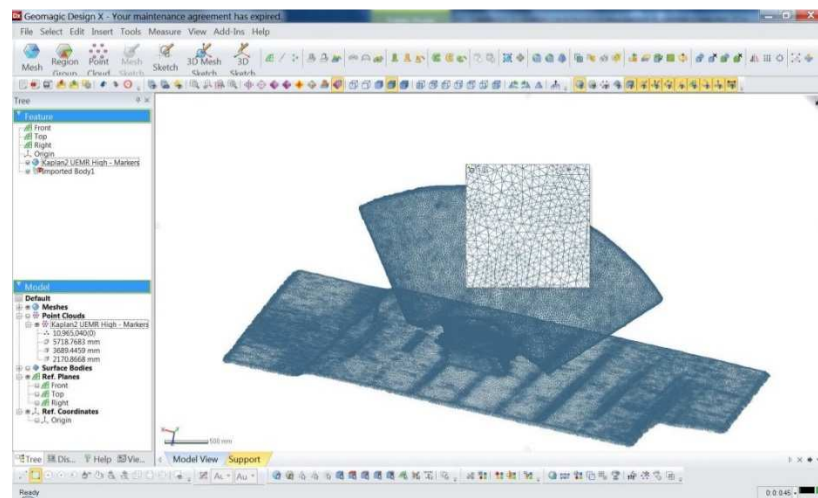 Geomagic Design X - Your maintenance agreement has expired.
File Select Edit Insert Tools Measure View Add-Ins Help
Mesh Region Group Point Cloud Mesh Sketch Sketch 3D Mesh Sketch 3D Sketch
Tree
Feature
Front
Top
Right
Origin
Kaplan2 UEMR High - Markers
Imported Body1
Model
Default
Meshes
Point Clouds
Kaplan2 UEMR High - Markers
10,965,040(0)
5718.7683 mm
3689.4459 mm
2170.8668 mm
Surface Bodies
Ref. Planes
Front
Top
Right
Ref. Coordinates
Origin
500 mm
Tree Dis... Help Vie... Model View Support
Ready